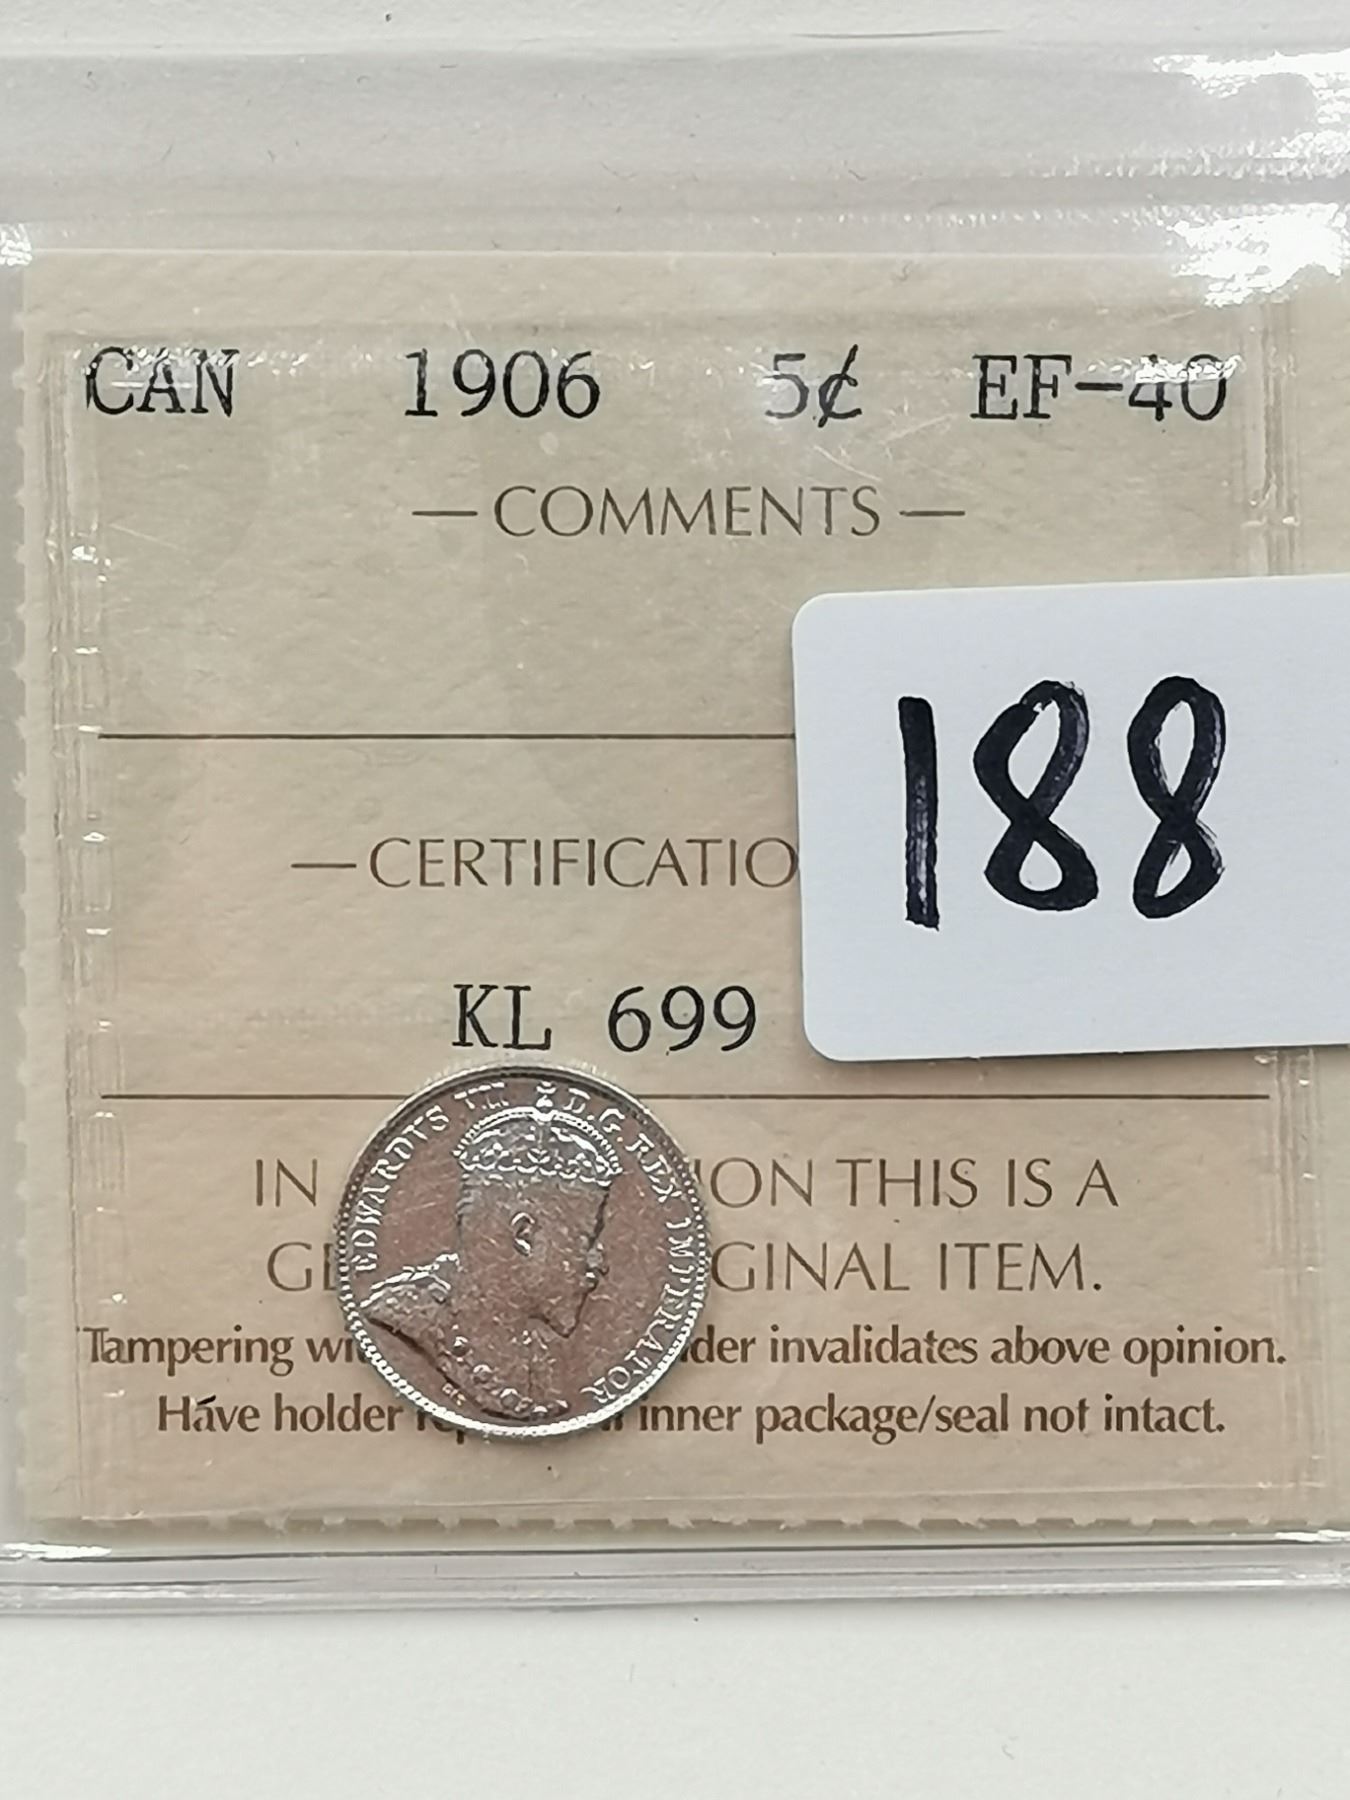 CAN 1906 5¢ EF-40
— COMMENTS —
188
— CERTIFICATIO
KL 699
EDWARDVS VII D.G. REX IMPERATOR
IN ION THIS IS A
GE GINAL ITEM.
Tampering wi der invalidates above opinion.
Have holder inner package/seal not intact.